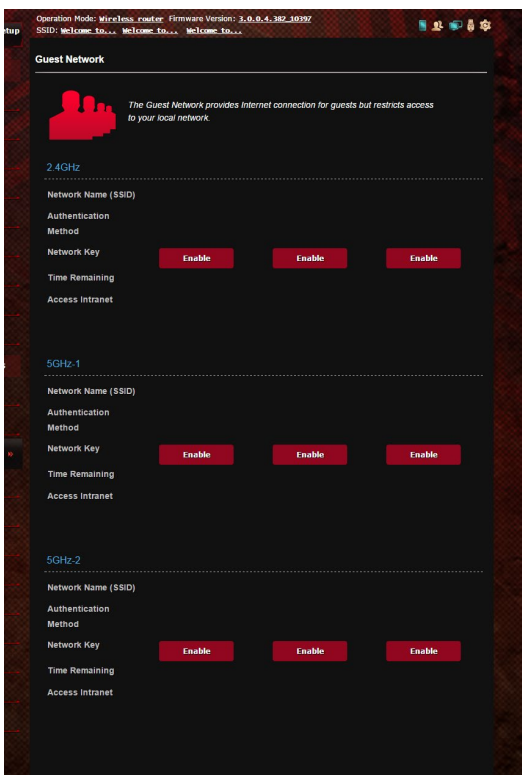 Operation Mode: Wireless router Firmware Version: 3.0.0.4.382_10397
SSID: Welcome to... Welcome to... Welcome to...
Guest Network
The Guest Network provides Internet connection for guests but restricts access
to your local network.
2.4GHz
Network Name (SSID)
Authentication
Method
Network Key
Enable Enable Enable
Time Remaining
Access Intranet
5GHz-1
Network Name (SSID)
Authentication
Method
Network Key
Enable Enable Enable
Time Remaining
Access Intranet
5GHz-2
Network Name (SSID)
Authentication
Method
Network Key
Enable Enable Enable
Time Remaining
Access Intranet